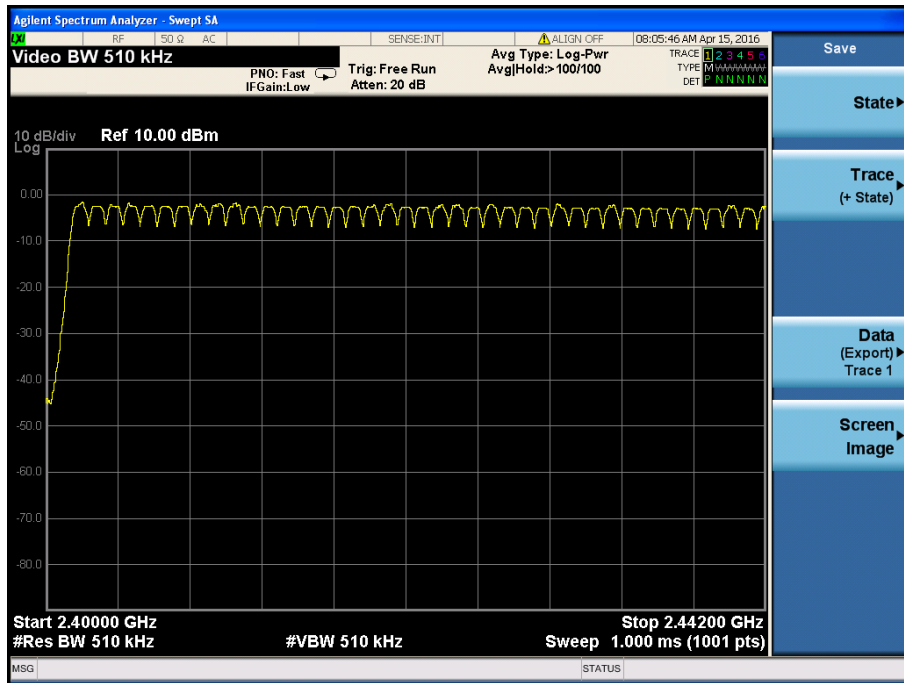 Agilent Spectrum Analyzer - Swept SA
LXI RF 50 Ω AC SENSE:INT ALIGN OFF 08:05:46 AM Apr 15, 2016
Video BW 510 kHz
PNO: Fast
IFGain:Low
Trig: Free Run
Atten: 20 dB
Avg Type: Log-Pwr
Avg|Hold:>100/100
TRACE 1 2 3 4 5 6
TYPE M WWWWW
DET P N N N N N
10 dB/div Ref 10.00 dBm
Log
0.00
-10.0
-20.0
-30.0
-40.0
-50.0
-60.0
-70.0
-80.0
Start 2.40000 GHz Stop 2.44200 GHz
#Res BW 510 kHz #VBW 510 kHz Sweep 1.000 ms (1001 pts)
MSG STATUS
Save
State
Trace
(+ State)
Data
(Export)
Trace 1
Screen
Image